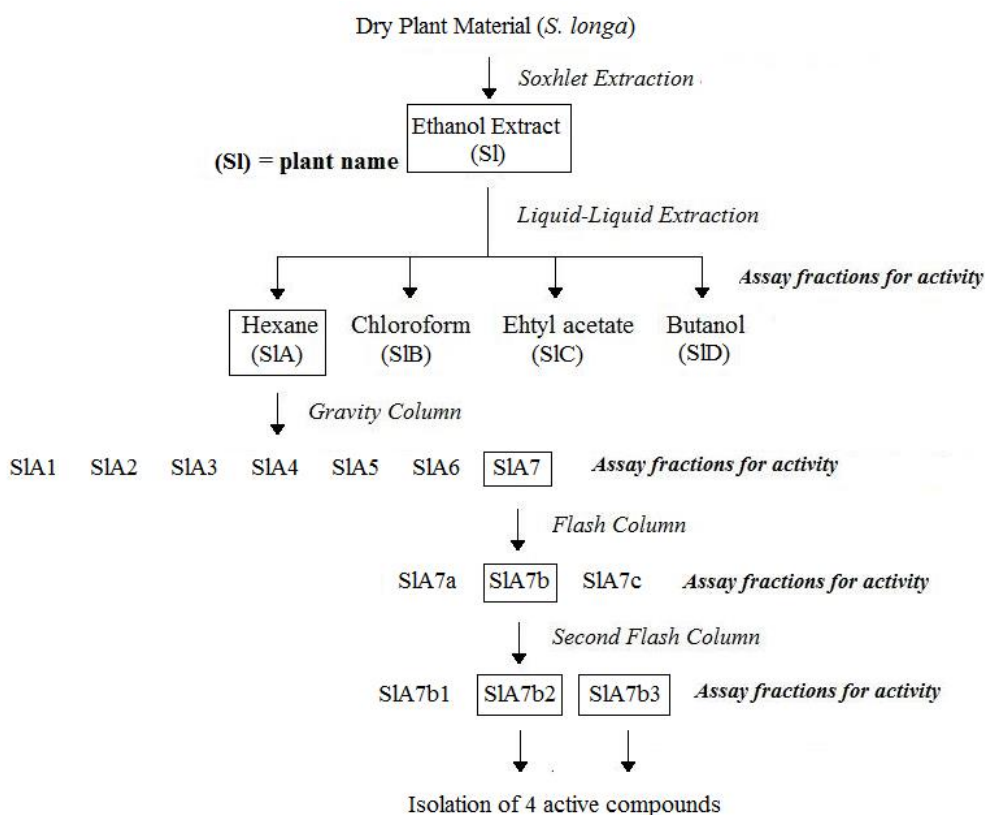 Dry Plant Material (S. longa)
Soxhlet Extraction
Ethanol Extract
(Sl)
(Sl) = plant name
Liquid-Liquid Extraction
Assay fractions for activity
Hexane Chloroform Ehtyl acetate Butanol
(SlA) (SlB) (SlC) (SlD)
Gravity Column
SlA1 SlA2 SlA3 SlA4 SlA5 SlA6 SlA7 Assay fractions for activity
Flash Column
SlA7a SlA7b SlA7c Assay fractions for activity
Second Flash Column
SlA7b1 SlA7b2 SlA7b3 Assay fractions for activity
Isolation of 4 active compounds